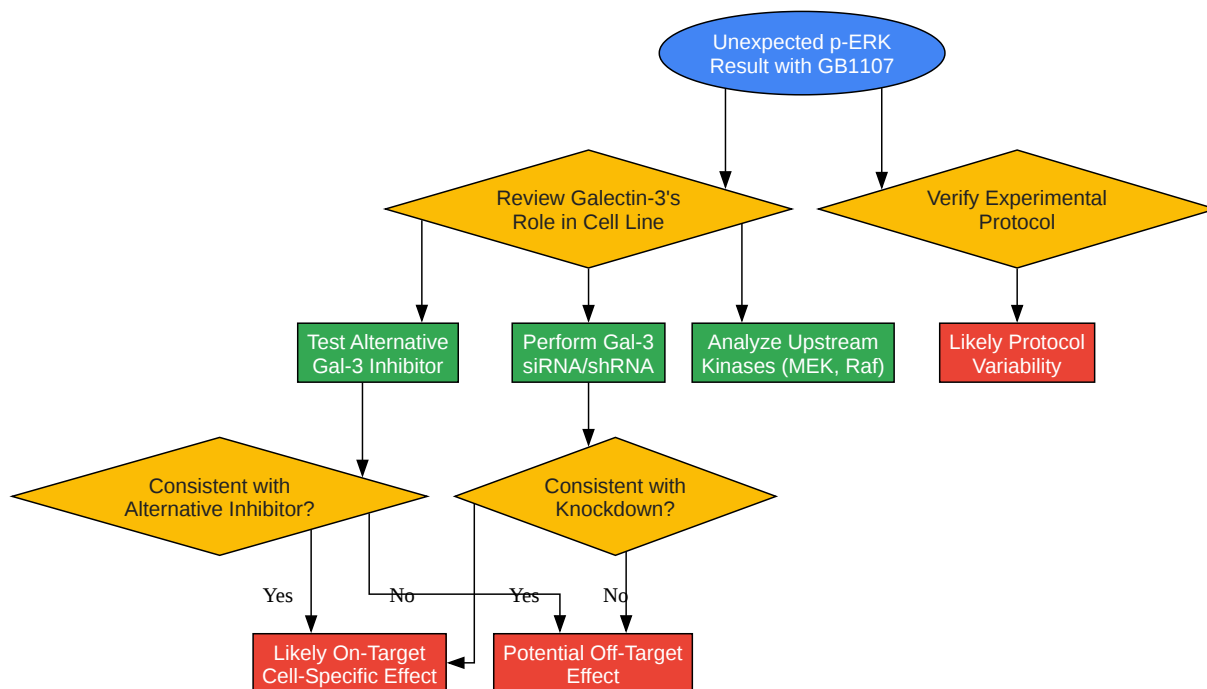 Unexpected p-ERK
Result with GB1107
Review Galectin-3's
Role in Cell Line
Verify Experimental
Protocol
Test Alternative
Gal-3 Inhibitor
Perform Gal-3
siRNA/shRNA
Analyze Upstream
Kinases (MEK, Raf)
Likely Protocol
Variability
Consistent with
Alternative Inhibitor?
Consistent with
Knockdown?
Yes
No
Yes
No
Likely On-Target
Cell-Specific Effect
Potential Off-Target
Effect